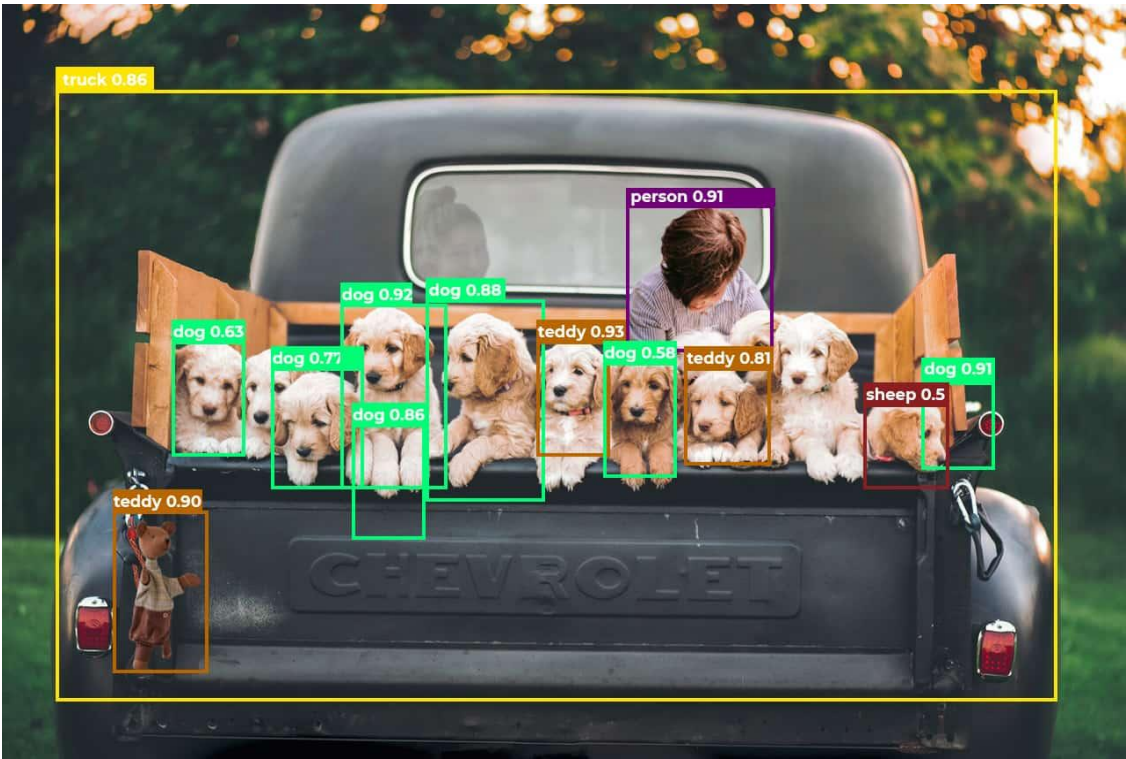 truck 0.86
person 0.91
dog 0.92
dog 0.88
dog 0.63
teddy 0.93
dog 0.77
dog 0.58
teddy 0.81
dog 0.91
sheep 0.5
dog 0.86
teddy 0.90
CHEVROLET